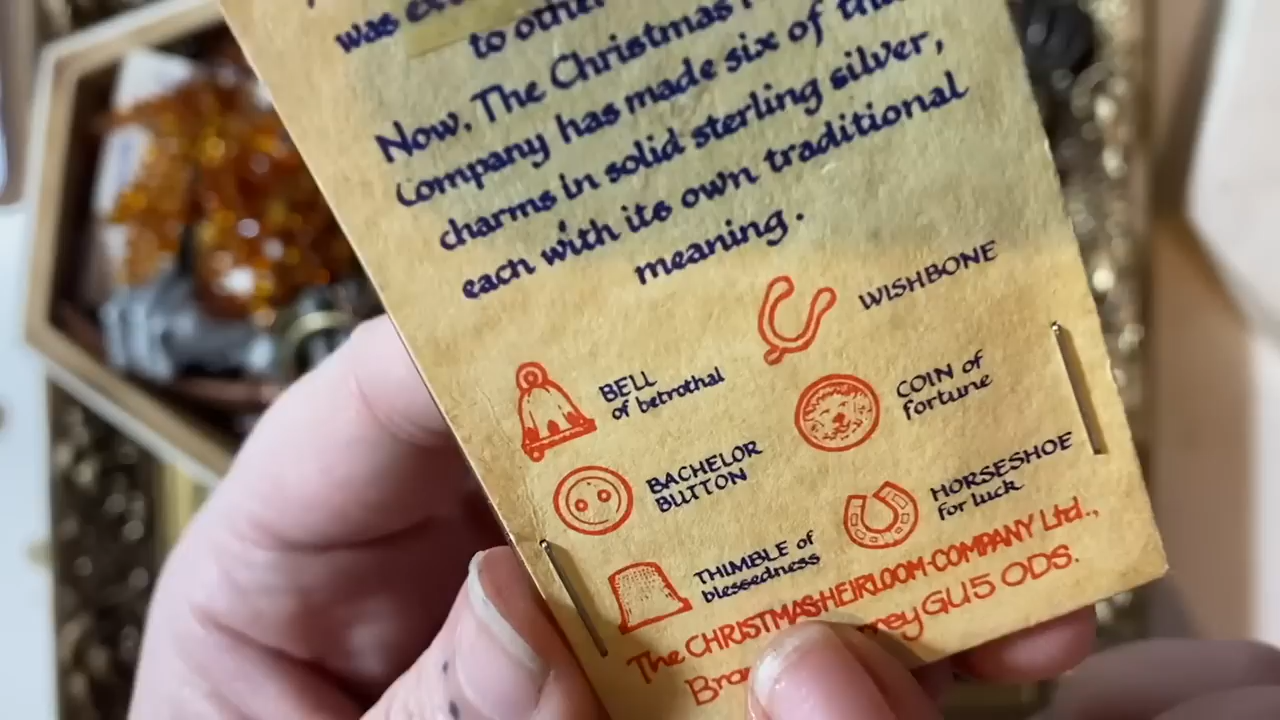 was
to other
Now, The Christmas
Company has made six of
charms in solid sterling silver,
each with its own traditional
meaning.
WISHBONE
BELL
of betrothal
COIN of
fortune
BACHELOR
BUTTON
HORSESHOE
for luck
THIMBLE of
blessedness
The CHRISTMAS HEIRLOOM COMPANY Ltd.,
GU5 ODS.